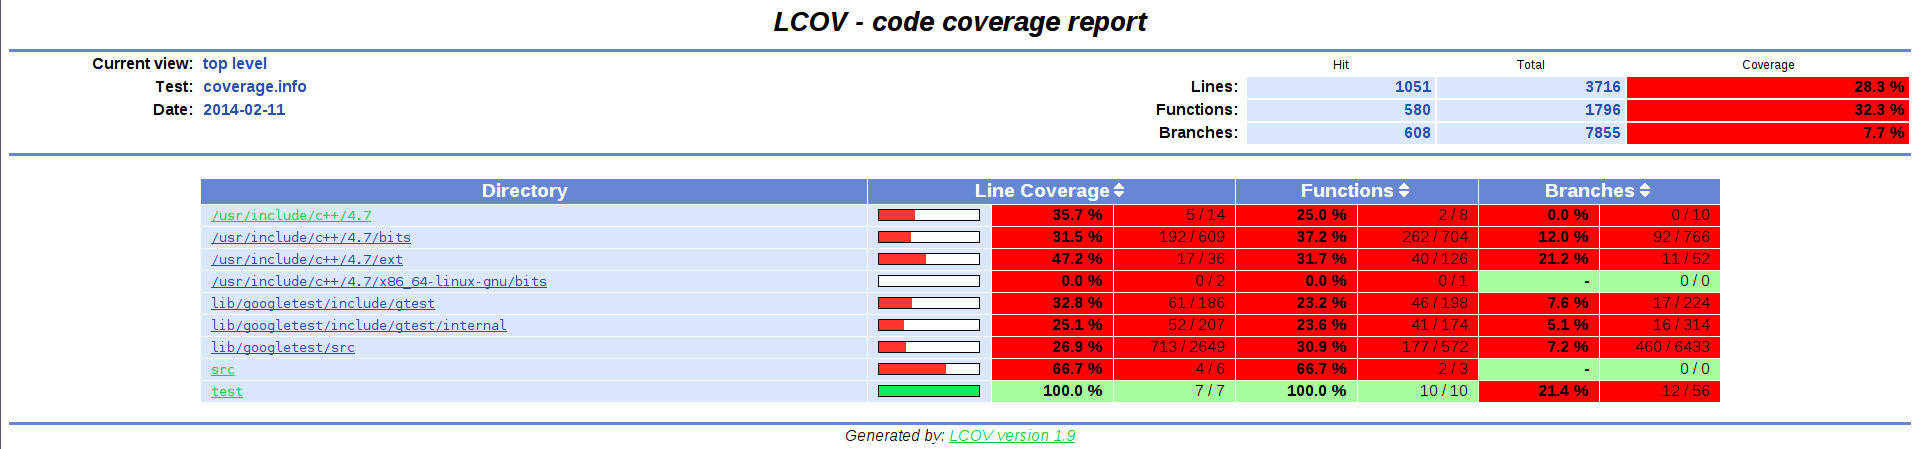 LCOV - code coverage report
Current view: top level
Hit Total Coverage
Test: coverage.info Lines: 1051 3716 28.3 %
Date: 2014-02-11 Functions: 580 1796 32.3 %
Branches: 608 7855 7.7 %
Directory Line Coverage Functions Branches
/usr/include/c++/4.7 35.7 % 5 / 14 25.0 % 2 / 8 0.0 % 0 / 10
/usr/include/c++/4.7/bits 31.5 % 192 / 609 37.2 % 262 / 704 12.0 % 92 / 766
/usr/include/c++/4.7/ext 47.2 % 17 / 36 31.7 % 40 / 126 21.2 % 11 / 52
/usr/include/c++/4.7/x86_64-linux-gnu/bits 0.0 % 0 / 2 0.0 % 0 / 1 - 0 / 0
lib/googletest/include/gtest 32.8 % 61 / 186 23.2 % 46 / 198 7.6 % 17 / 224
lib/googletest/include/gtest/internal 25.1 % 52 / 207 23.6 % 41 / 174 5.1 % 16 / 314
lib/googletest/src 26.9 % 713 / 2649 30.9 % 177 / 572 7.2 % 460 / 6433
src 66.7 % 4 / 6 66.7 % 2 / 3 - 0 / 0
test 100.0 % 7 / 7 100.0 % 10 / 10 21.4 % 12 / 56
Generated by: LCOV version 1.9